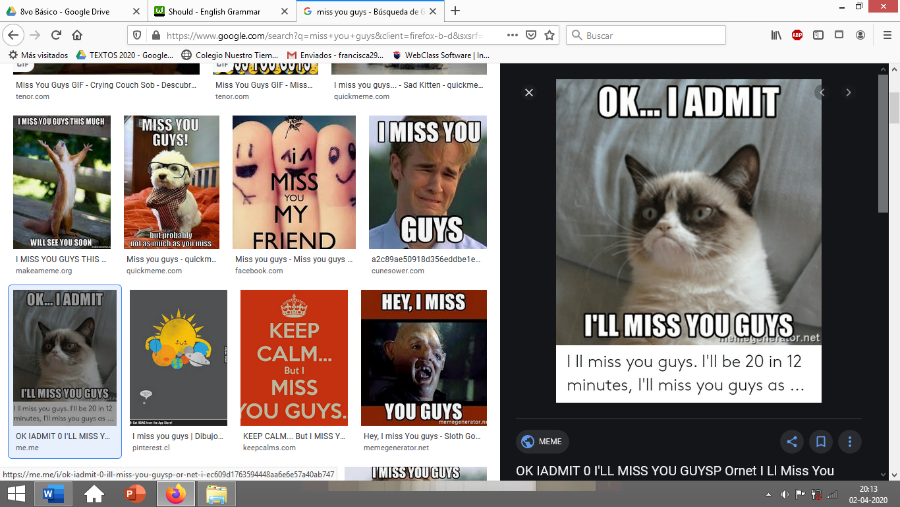 8vo Básico - Google Drive
Should - English Grammar
miss you guys - Búsqueda de G
https://www.google.com/search?q=miss+you+guys&client=firefox-b-d&sxsrf=
Buscar
Más visitados
TEXTOS 2020 - Google...
Colegio Nuestro Tiem...
Enviados - francisca29...
WebClass Software | In...
Miss You Guys GIF - Crying Couch Sob - Descubr...
tenor.com
Miss You Guys GIF - Miss...
tenor.com
I miss you guys... - Sad Kitten - quickme...
quickmeme.com
I MISS YOU GUYS THIS MUCH
WILL SEE YOU SOON
I MISS YOU GUYS THIS ...
makeameme.org
MISS YOU
GUYS!
but probably
not as much as you miss
Miss you guys - quickm...
quickmeme.com
MISS
YOU
MY
FRIEND
Miss you guys - Miss you guys ...
facebook.com
I MISS YOU
GUYS
a2c89ae50918d356eddbe1e...
cunesower.com
OK... I ADMIT
I'LL MISS YOU GUYS
I ll miss you guys. I'll be 20 in 12
minutes, I'll miss you guys as ...
OK IADMIT 0 I'LL MISS Y...
me.me
I miss you guys | Dibujo...
pinterest.cl
KEEP
CALM...
But I
MISS
YOU GUYS.
KEEP CALM... But I MISS Y...
keepcalms.com
HEY, I MISS
YOU GUYS
memegenerator.net
Hey, I miss You guys - Sloth Go...
memegenerator.net
I MISS YOU GUYS
https://me.me/i/ok-iadmit-0-ill-miss-you-guysp-or-net-i-ec609d1763594448aa6e6e57a40ab747
OK... I ADMIT
I'LL MISS YOU GUYS
memegenerator.net
I ll miss you guys. I'll be 20 in 12
minutes, I'll miss you guys as ...
MEME
OK IADMIT 0 I'LL MISS YOU GUYSP Ornet I Ll Miss You
20:13
02-04-2020